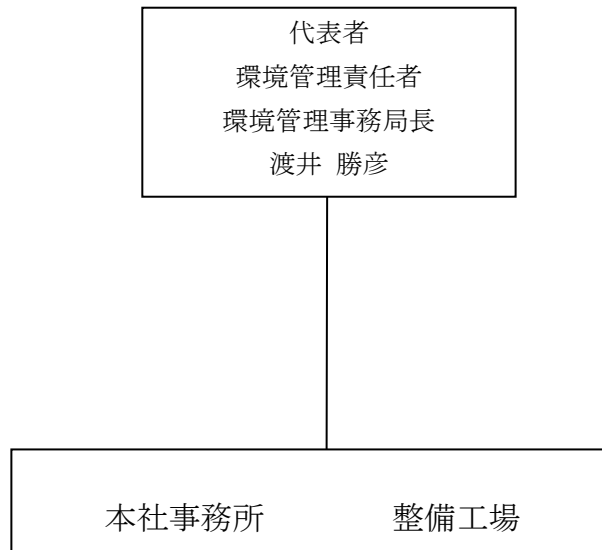 代表者
環境管理責任者
環境管理事務局長
渡井 勝彦
本社事務所 整備工場